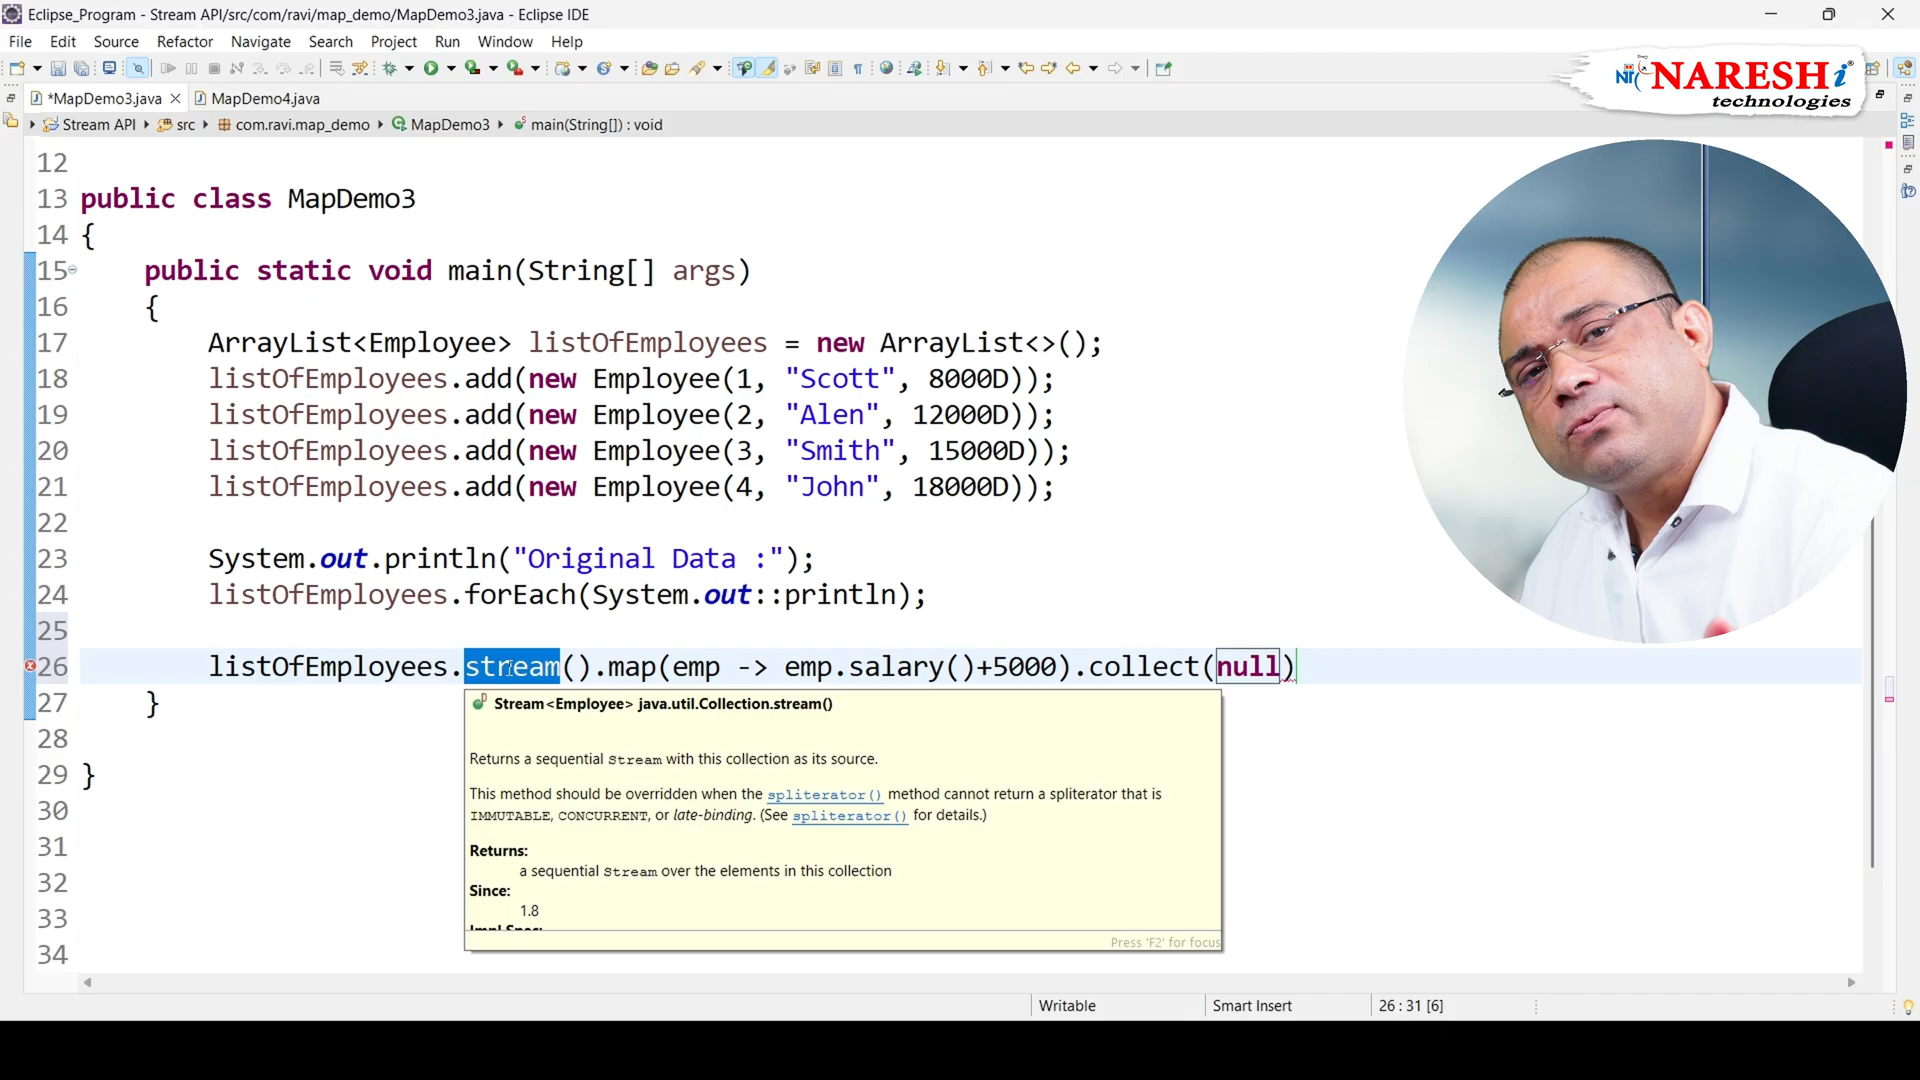 Eclipse_Program - Stream API/src/com/ravi/map_demo/MapDemo3.java - Eclipse IDE
File Edit Source Refactor Navigate Search Project Run Window Help
NARESH i
technologies
*MapDemo3.java MapDemo4.java
Stream API src com.ravi.map_demo MapDemo3 main(String[]) : void
12
13 public class MapDemo3
14 {
15 public static void main(String[] args)
16 {
17 ArrayList<Employee> listOfEmployees = new ArrayList<>();
18 listOfEmployees.add(new Employee(1, "Scott", 8000D));
19 listOfEmployees.add(new Employee(2, "Alen", 12000D));
20 listOfEmployees.add(new Employee(3, "Smith", 15000D));
21 listOfEmployees.add(new Employee(4, "John", 18000D));
22
23 System.out.println("Original Data :");
24 listOfEmployees.forEach(System.out::println);
25
26 listOfEmployees.stream().map(emp -> emp.salary()+5000).collect(null)
27 }
Stream<Employee> java.util.Collection.stream()
28
Returns a sequential Stream with this collection as its source.
29 }
This method should be overridden when the spliterator() method cannot return a spliterator that is
30
IMMUTABLE, CONCURRENT, or late-binding. (See spliterator() for details.)
31
Returns:
a sequential Stream over the elements in this collection
32
Since:
1.8
33
Impl Spec:
Press 'F2' for focus
34
Writable Smart Insert 26 : 31 [6]